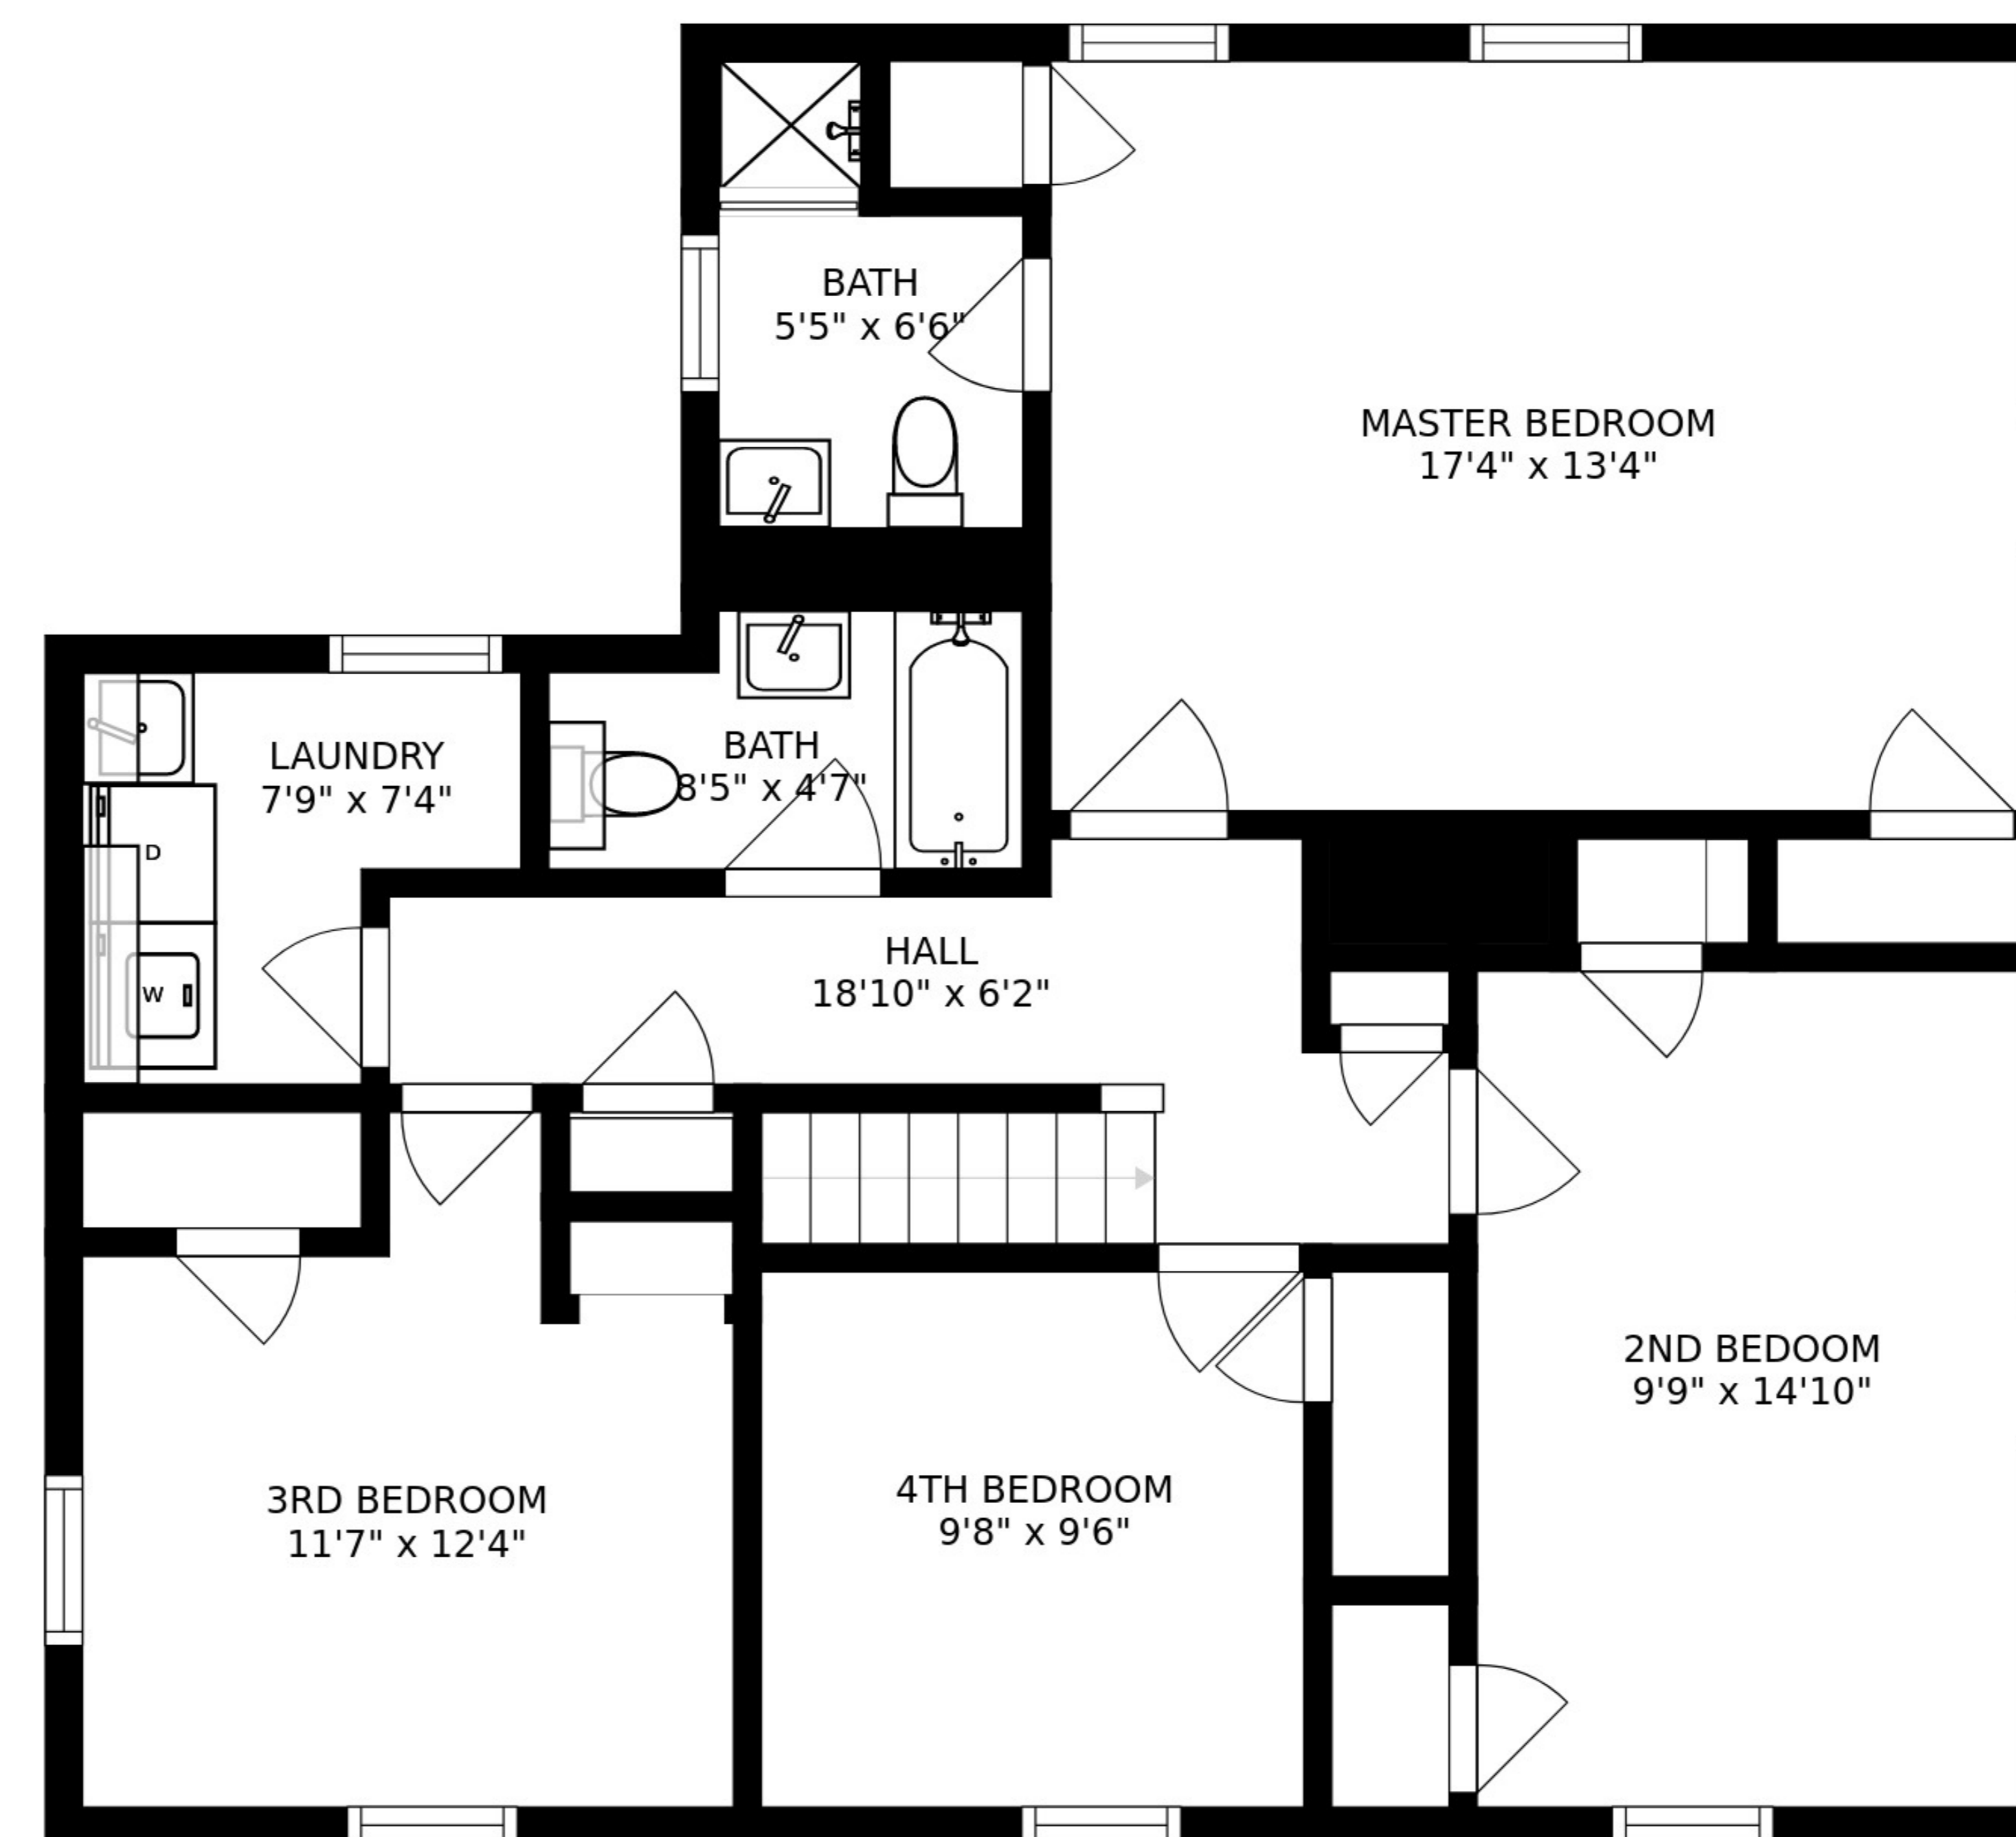 BATH
5'5" x 6'6"
MASTER BEDROOM
17'4" x 13'4"
LAUNDRY
7'9" x 7'4"
BATH
8'5" x 4'7"
D
HALL
18'10" x 6'2"
W
2ND BEDOOM
9'9" x 14'10"
3RD BEDROOM
11'7" x 12'4"
4TH BEDROOM
9'8" x 9'6"